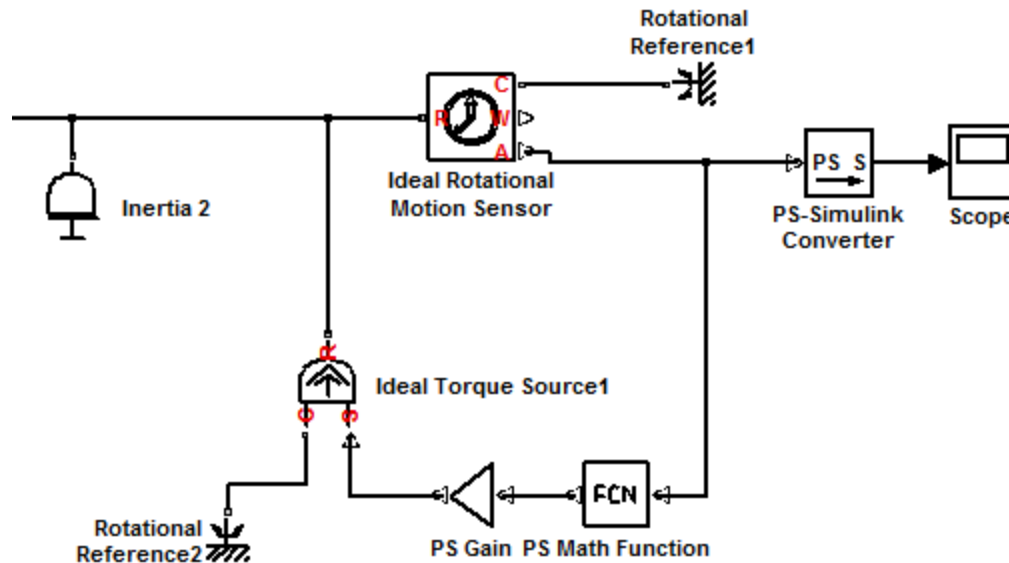 Rotational
Reference1
C
R
W
A
Ideal Rotational
Motion Sensor
Inertia 2
PS S
PS-Simulink
Converter
Scope
R
Ideal Torque Source1
C
S
FCN
PS Gain
PS Math Function
Rotational
Reference2